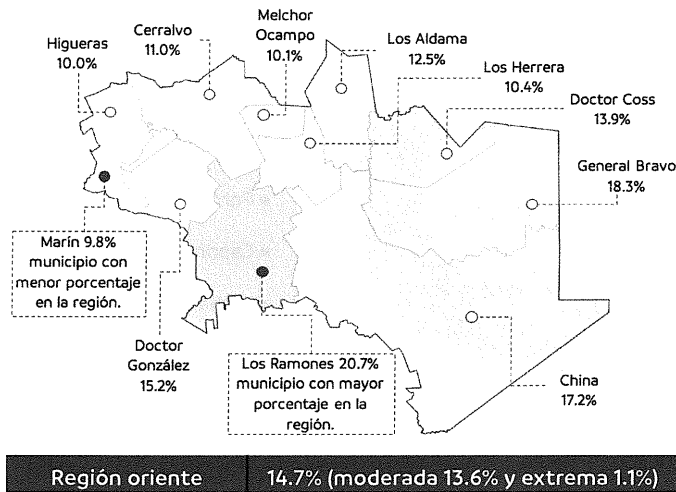 Melchor
Ocampo
10.1%
Cerralvo
11.0%
Higueras
10.0%
Los Aldama
12.5%
Los Herrera
10.4%
Doctor Coss
13.9%
General Bravo
18.3%
Marín 9.8%
municipio con
menor porcentaje
en la región.
Doctor
González
15.2%
Los Ramones 20.7%
municipio con mayor
porcentaje en la
región.
China
17.2%
Región oriente
14.7% (moderada 13.6% y extrema 1.1%)